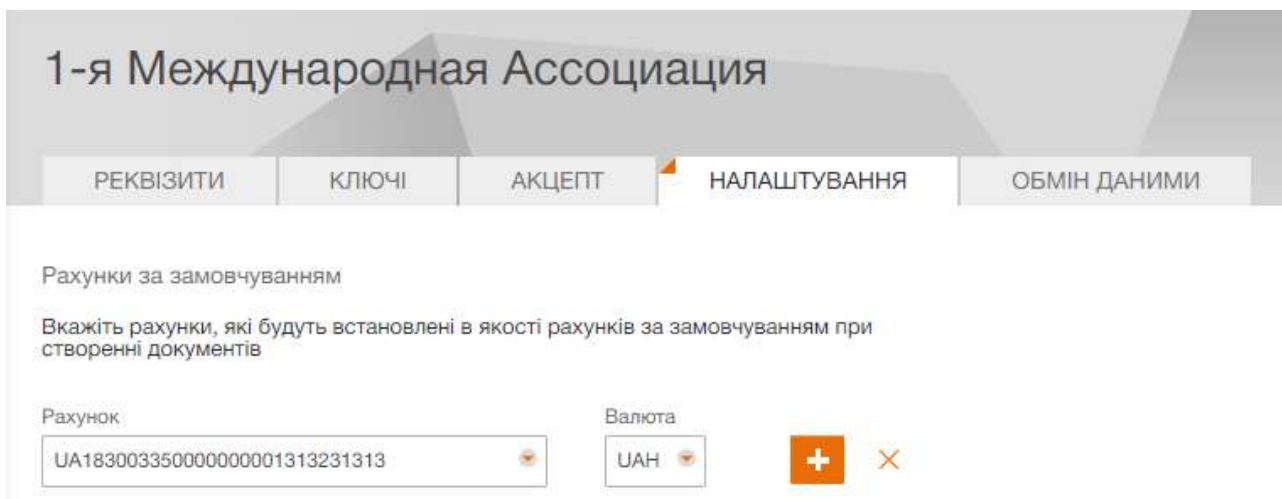 1-я Международная Ассоциация
РЕКВІЗИТИ КЛЮЧІ АКЦЕПТ НАЛАШТУВАННЯ ОБМІН ДАНИМИ
Рахунки за замовчуванням
Вкажіть рахунки, які будуть встановлені в якості рахунків за замовчуванням при
створенні документів
Рахунок Валюта
UA183003350000000001313231313 UAH